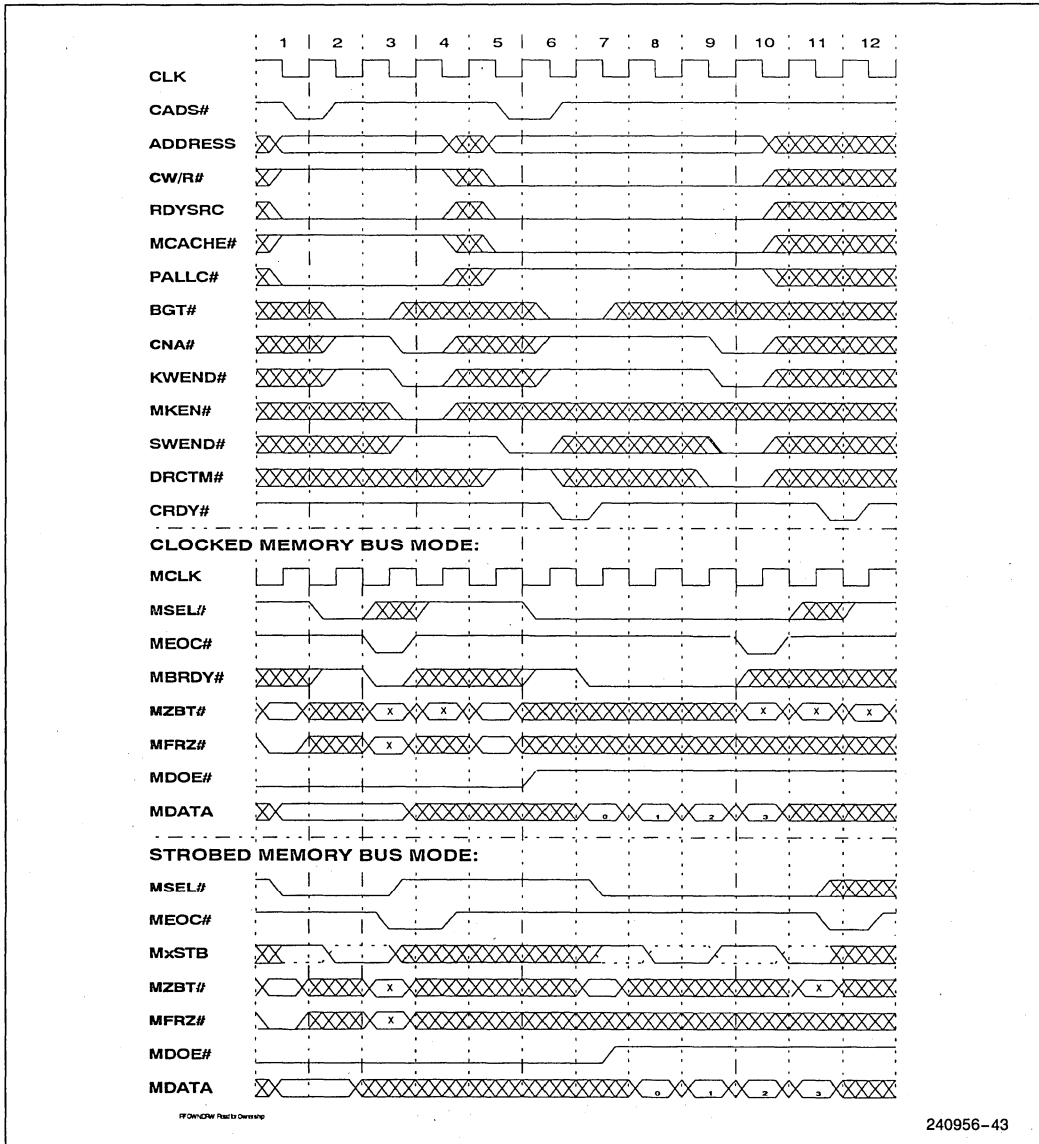 1 2 3 4 5 6 7 8 9 10 11 12
CLK
CADS#
ADDRESS
CW/R#
RDYSRC
MCACHE#
PALLC#
BGT#
CNA#
KWEND#
MKEN#
SWEND#
DRCTM#
CRDY#
CLOCKED MEMORY BUS MODE:
MCLK
MSEL#
MEOC#
MBRDY#
MZBT# x x x x x
MFRZ# x
MDOE#
MDATA 0 1 2 3
STROBED MEMORY BUS MODE:
MSEL#
MEOC#
MxSTB
MZBT# x x
MFRZ# x
MDOE#
MDATA 0 1 2 3
Ownership
240956-43